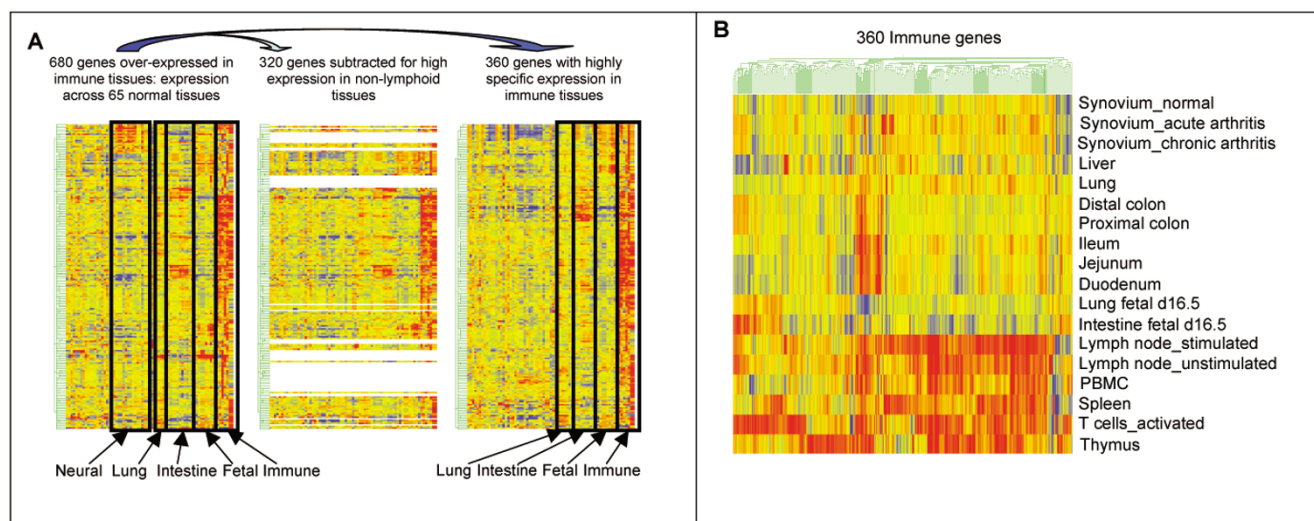 A
680 genes over-expressed in
immune tissues: expression
across 65 normal tissues
320 genes subtracted for high
expression in non-lymphoid
tissues
360 genes with highly
specific expression in
immune tissues
Neural Lung Intestine Fetal Immune
Lung Intestine Fetal Immune
B
360 Immune genes
Synovium_normal
Synovium_acute arthritis
Synovium_chronic arthritis
Liver
Lung
Distal colon
Proximal colon
Ileum
Jejunum
Duodenum
Lung fetal d16.5
Intestine fetal d16.5
Lymph node_stimulated
Lymph node_unstimulated
PBMC
Spleen
T cells_activated
Thymus